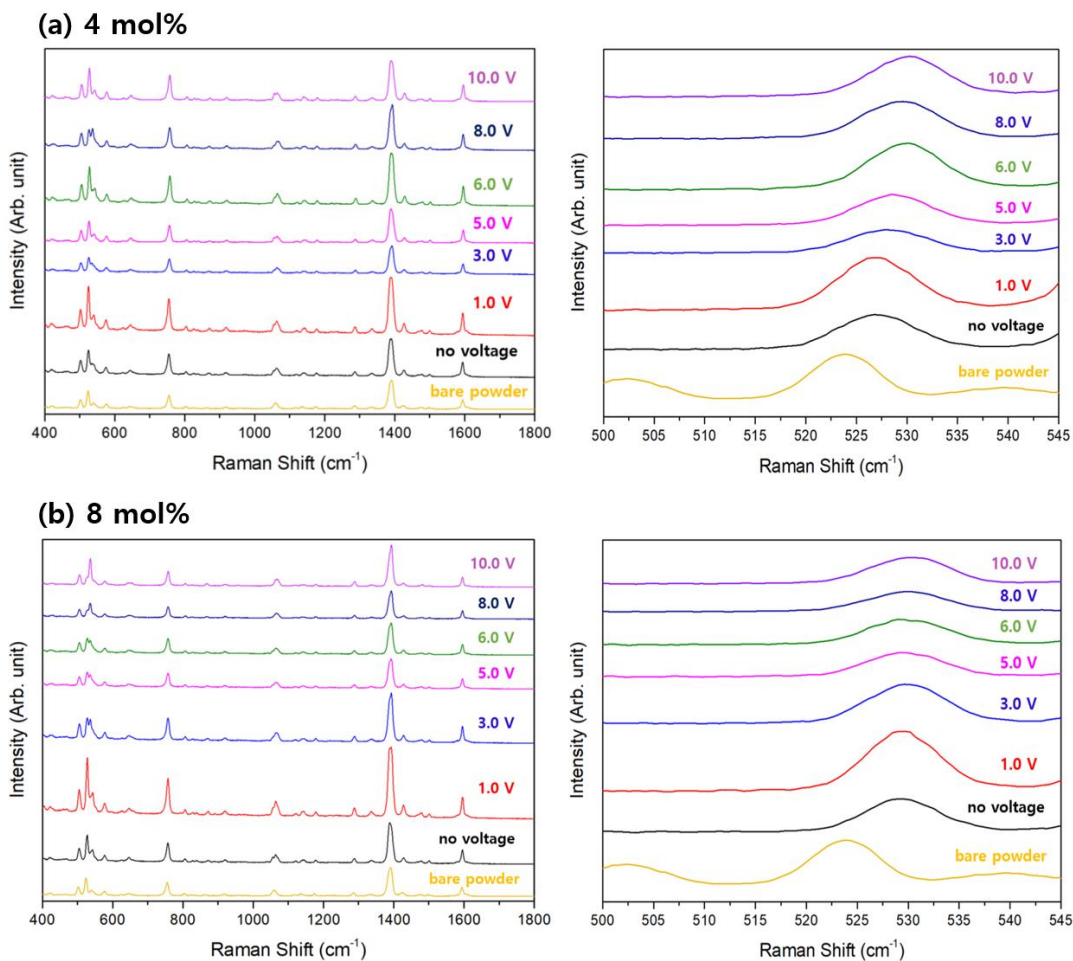 (a) 4 mol%
10.0 V
8.0 V
6.0 V
5.0 V
3.0 V
1.0 V
no voltage
bare powder
Intensity (Arb. unit)
400 600 800 1000 1200 1400 1600 1800
Raman Shift (cm⁻¹)
10.0 V
8.0 V
6.0 V
5.0 V
3.0 V
1.0 V
no voltage
bare powder
Intensity (Arb. unit)
500 505 510 515 520 525 530 535 540 545
Raman Shift (cm⁻¹)
(b) 8 mol%
10.0 V
8.0 V
6.0 V
5.0 V
3.0 V
1.0 V
no voltage
bare powder
Intensity (Arb. unit)
400 600 800 1000 1200 1400 1600 1800
Raman Shift (cm⁻¹)
10.0 V
8.0 V
6.0 V
5.0 V
3.0 V
1.0 V
no voltage
bare powder
Intensity (Arb. unit)
500 505 510 515 520 525 530 535 540 545
Raman Shift (cm⁻¹)